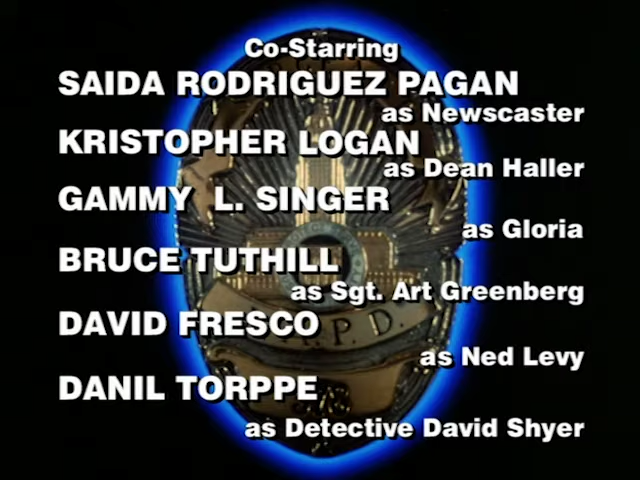 Co-Starring
SAIDA RODRIGUEZ PAGAN
as Newscaster
KRISTOPHER LOGAN
as Dean Haller
GAMMY L. SINGER
as Gloria
BRUCE TUTHILL
as Sgt. Art Greenberg
DAVID FRESCO
as Ned Levy
DANIL TORPPE
as Detective David Shyer